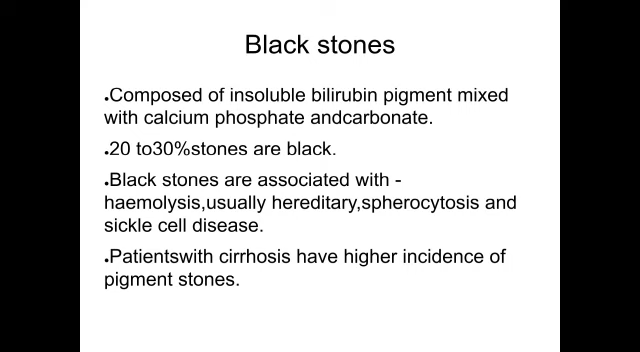 Black stones
•Composed of insoluble bilirubin pigment mixed
with calcium phosphate andcarbonate.
•20 to30%stones are black.
•Black stones are associated with -
haemolysis,usually hereditary,spherocytosis and
sickle cell disease.
•Patientswith cirrhosis have higher incidence of
pigment stones.